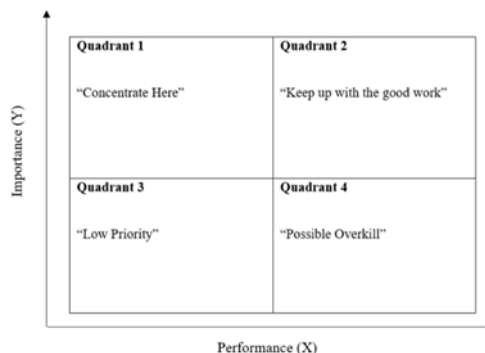 Quadrant 1
Quadrant 2
“Concentrate Here”
“Keep up with the good work”
Importance (Y)
Quadrant 3
Quadrant 4
“Low Priority”
“Possible Overkill”
Performance (X)